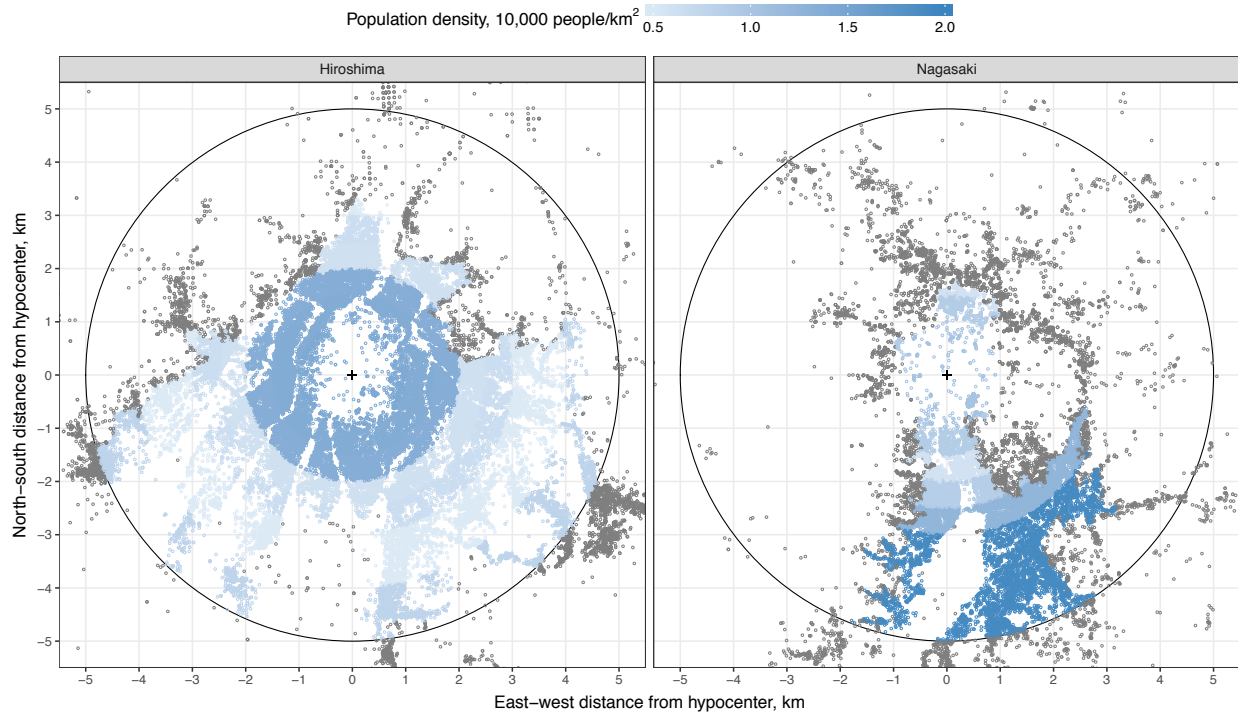 Population density, 10,000 people/km²
0.5 1.0 1.5 2.0
Hiroshima
Nagasaki
North−south distance from hypocenter, km
5
4
3
2
1
0
−1
−2
−3
−4
−5
−5 −4 −3 −2 −1 0 1 2 3 4 5
−5 −4 −3 −2 −1 0 1 2 3 4 5
East−west distance from hypocenter, km